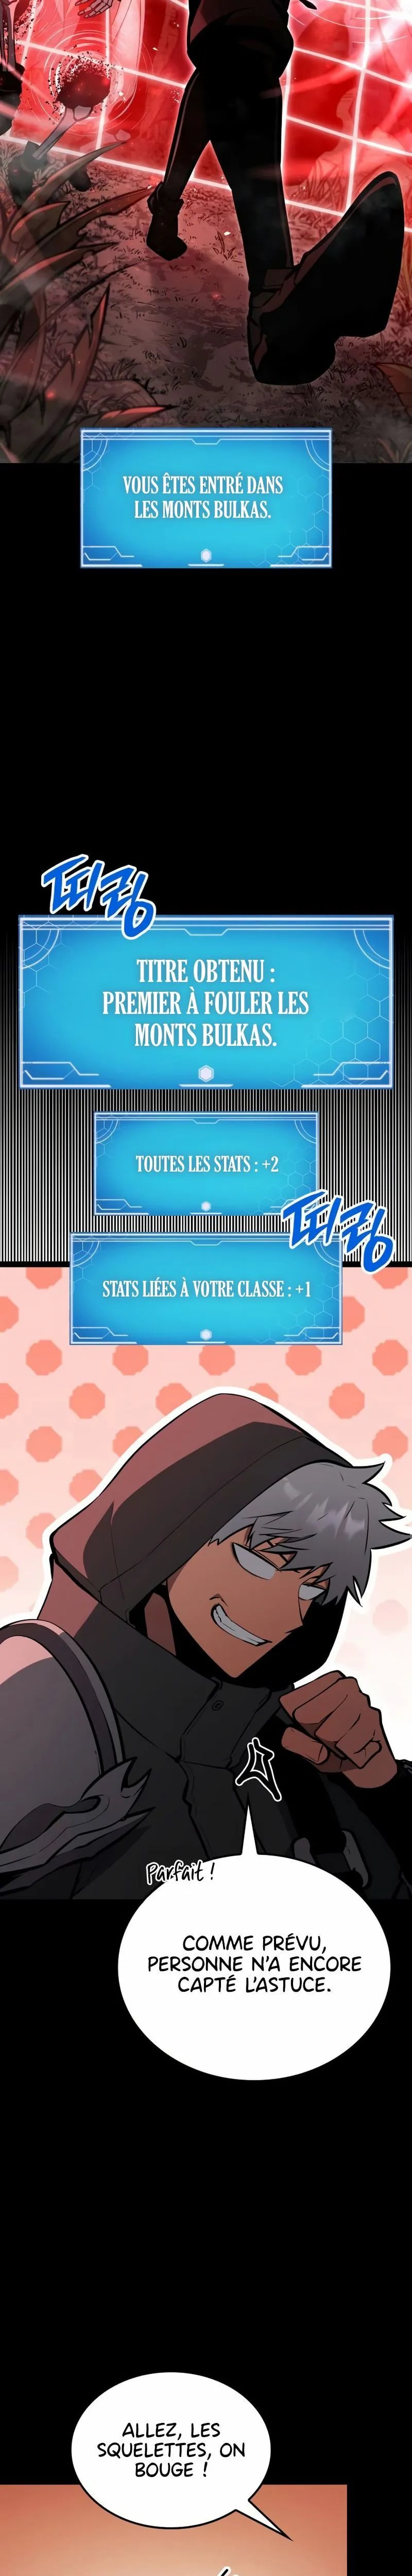 VOUS ÊTES ENTRÉ DANS
LES MONTS BULKAS.
띠링
TITRE OBTENU :
PREMIER À FOULER LES
MONTS BULKAS.
TOUTES LES STATS : +2
띠링
STATS LIÉES À VOTRE CLASSE : +1
Parfait !
COMME PRÉVU,
PERSONNE N'A ENCORE
CAPTÉ L'ASTUCE.
ALLEZ, LES
SQUELETTES, ON
BOUGE !